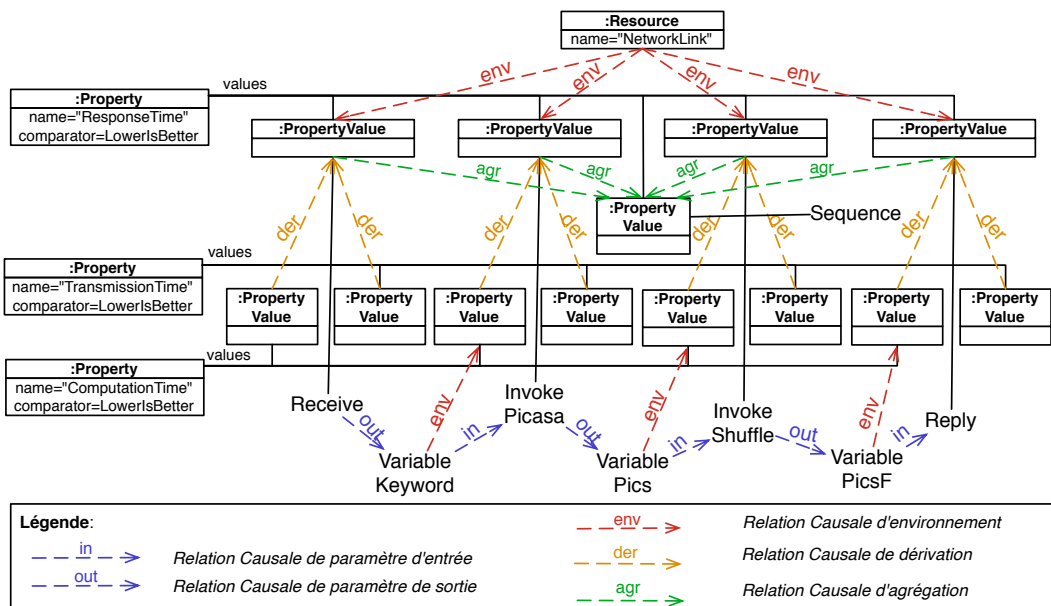 :Resource
name="NetworkLink"
env
env
env
env
values
:Property
name="ResponseTime"
comparator=LowerIsBetter
:PropertyValue
:PropertyValue
:PropertyValue
:PropertyValue
agr
agr
agr
agr
:Property
Value
Sequence
der
der
der
der
der
der
der
der
values
:Property
name="TransmissionTime"
comparator=LowerIsBetter
:Property
Value
:Property
Value
:Property
Value
:Property
Value
:Property
Value
:Property
Value
:Property
Value
:Property
Value
values
:Property
name="ComputationTime"
comparator=LowerIsBetter
Receive
out
Variable
Keyword
env
in
Invoke
Picasa
out
Variable
Pics
env
in
Invoke
Shuffle
out
Variable
PicsF
env
in
Reply
Légende:
in
Relation Causale de paramètre d'entrée
out
Relation Causale de paramètre de sortie
env
Relation Causale d'environnement
der
Relation Causale de dérivation
agr
Relation Causale d'agrégation